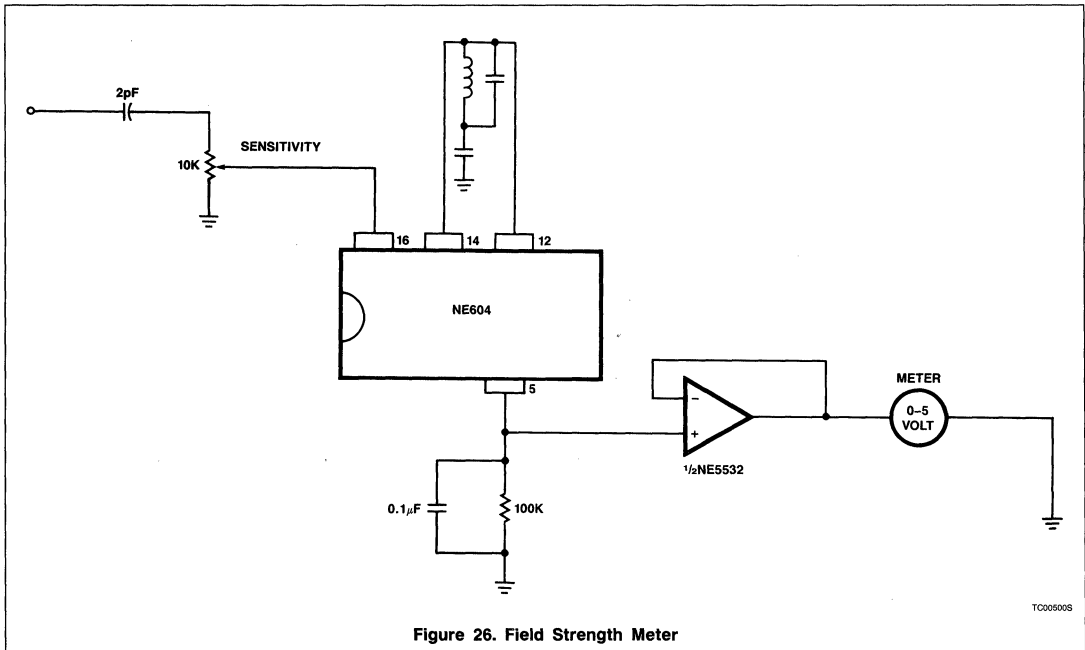 2pF
10K
SENSITIVITY
16
14
12
NE604
5
0.1μF
100K
−
+
1/2NE5532
METER
0–5
VOLT
TC00500S
Figure 26. Field Strength Meter